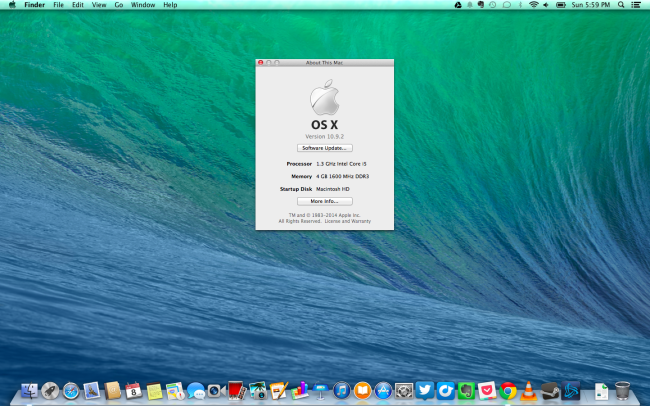 Finder File Edit View Go Window Help
Sun 5:59 PM
About This Mac
OS X
Version 10.9.2
Software Update...
Processor 1.3 GHz Intel Core i5
Memory 4 GB 1600 MHz DDR3
Startup Disk Macintosh HD
More Info...
TM and © 1983–2014 Apple Inc.
All Rights Reserved. License and Warranty
8